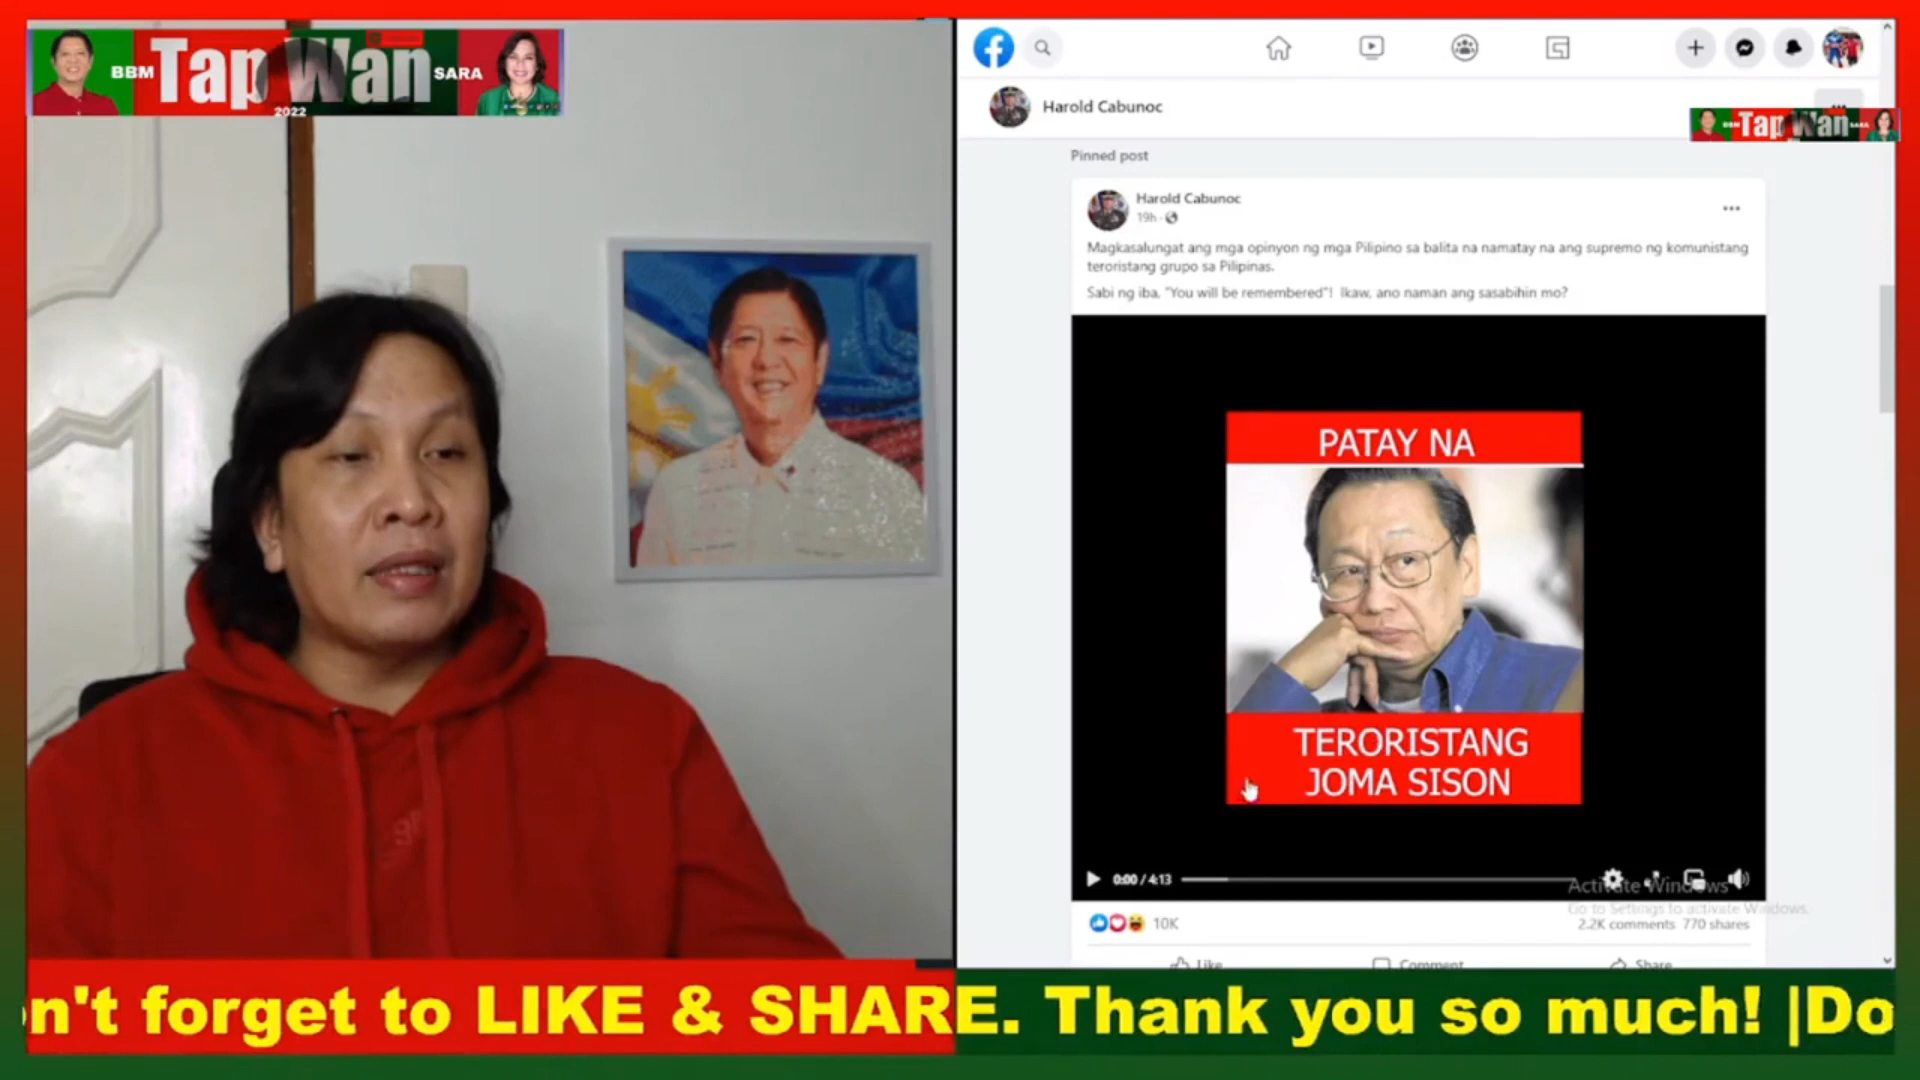 BBM Tap Wan SARA
2022
Harold Cabunoc
Tap Wan
Pinned post
Harold Cabunoc
19h
Magkasalungat ang mga opinyon ng mga Pilipino sa balita na namatay na ang supremo ng komunistang
teroristang grupo sa Pilipinas.
Sabi ng iba, "You will be remembered"! Ikaw, ano naman ang sasabihin mo?
PATAY NA
TERORISTANG
JOMA SISON
0:00 / 4:13
Activate Windows
Go to Settings to activate Windows.
10K
2.2K comments 770 shares
Like Comment Share
n't forget to LIKE & SHARE. Thank you so much! |Do